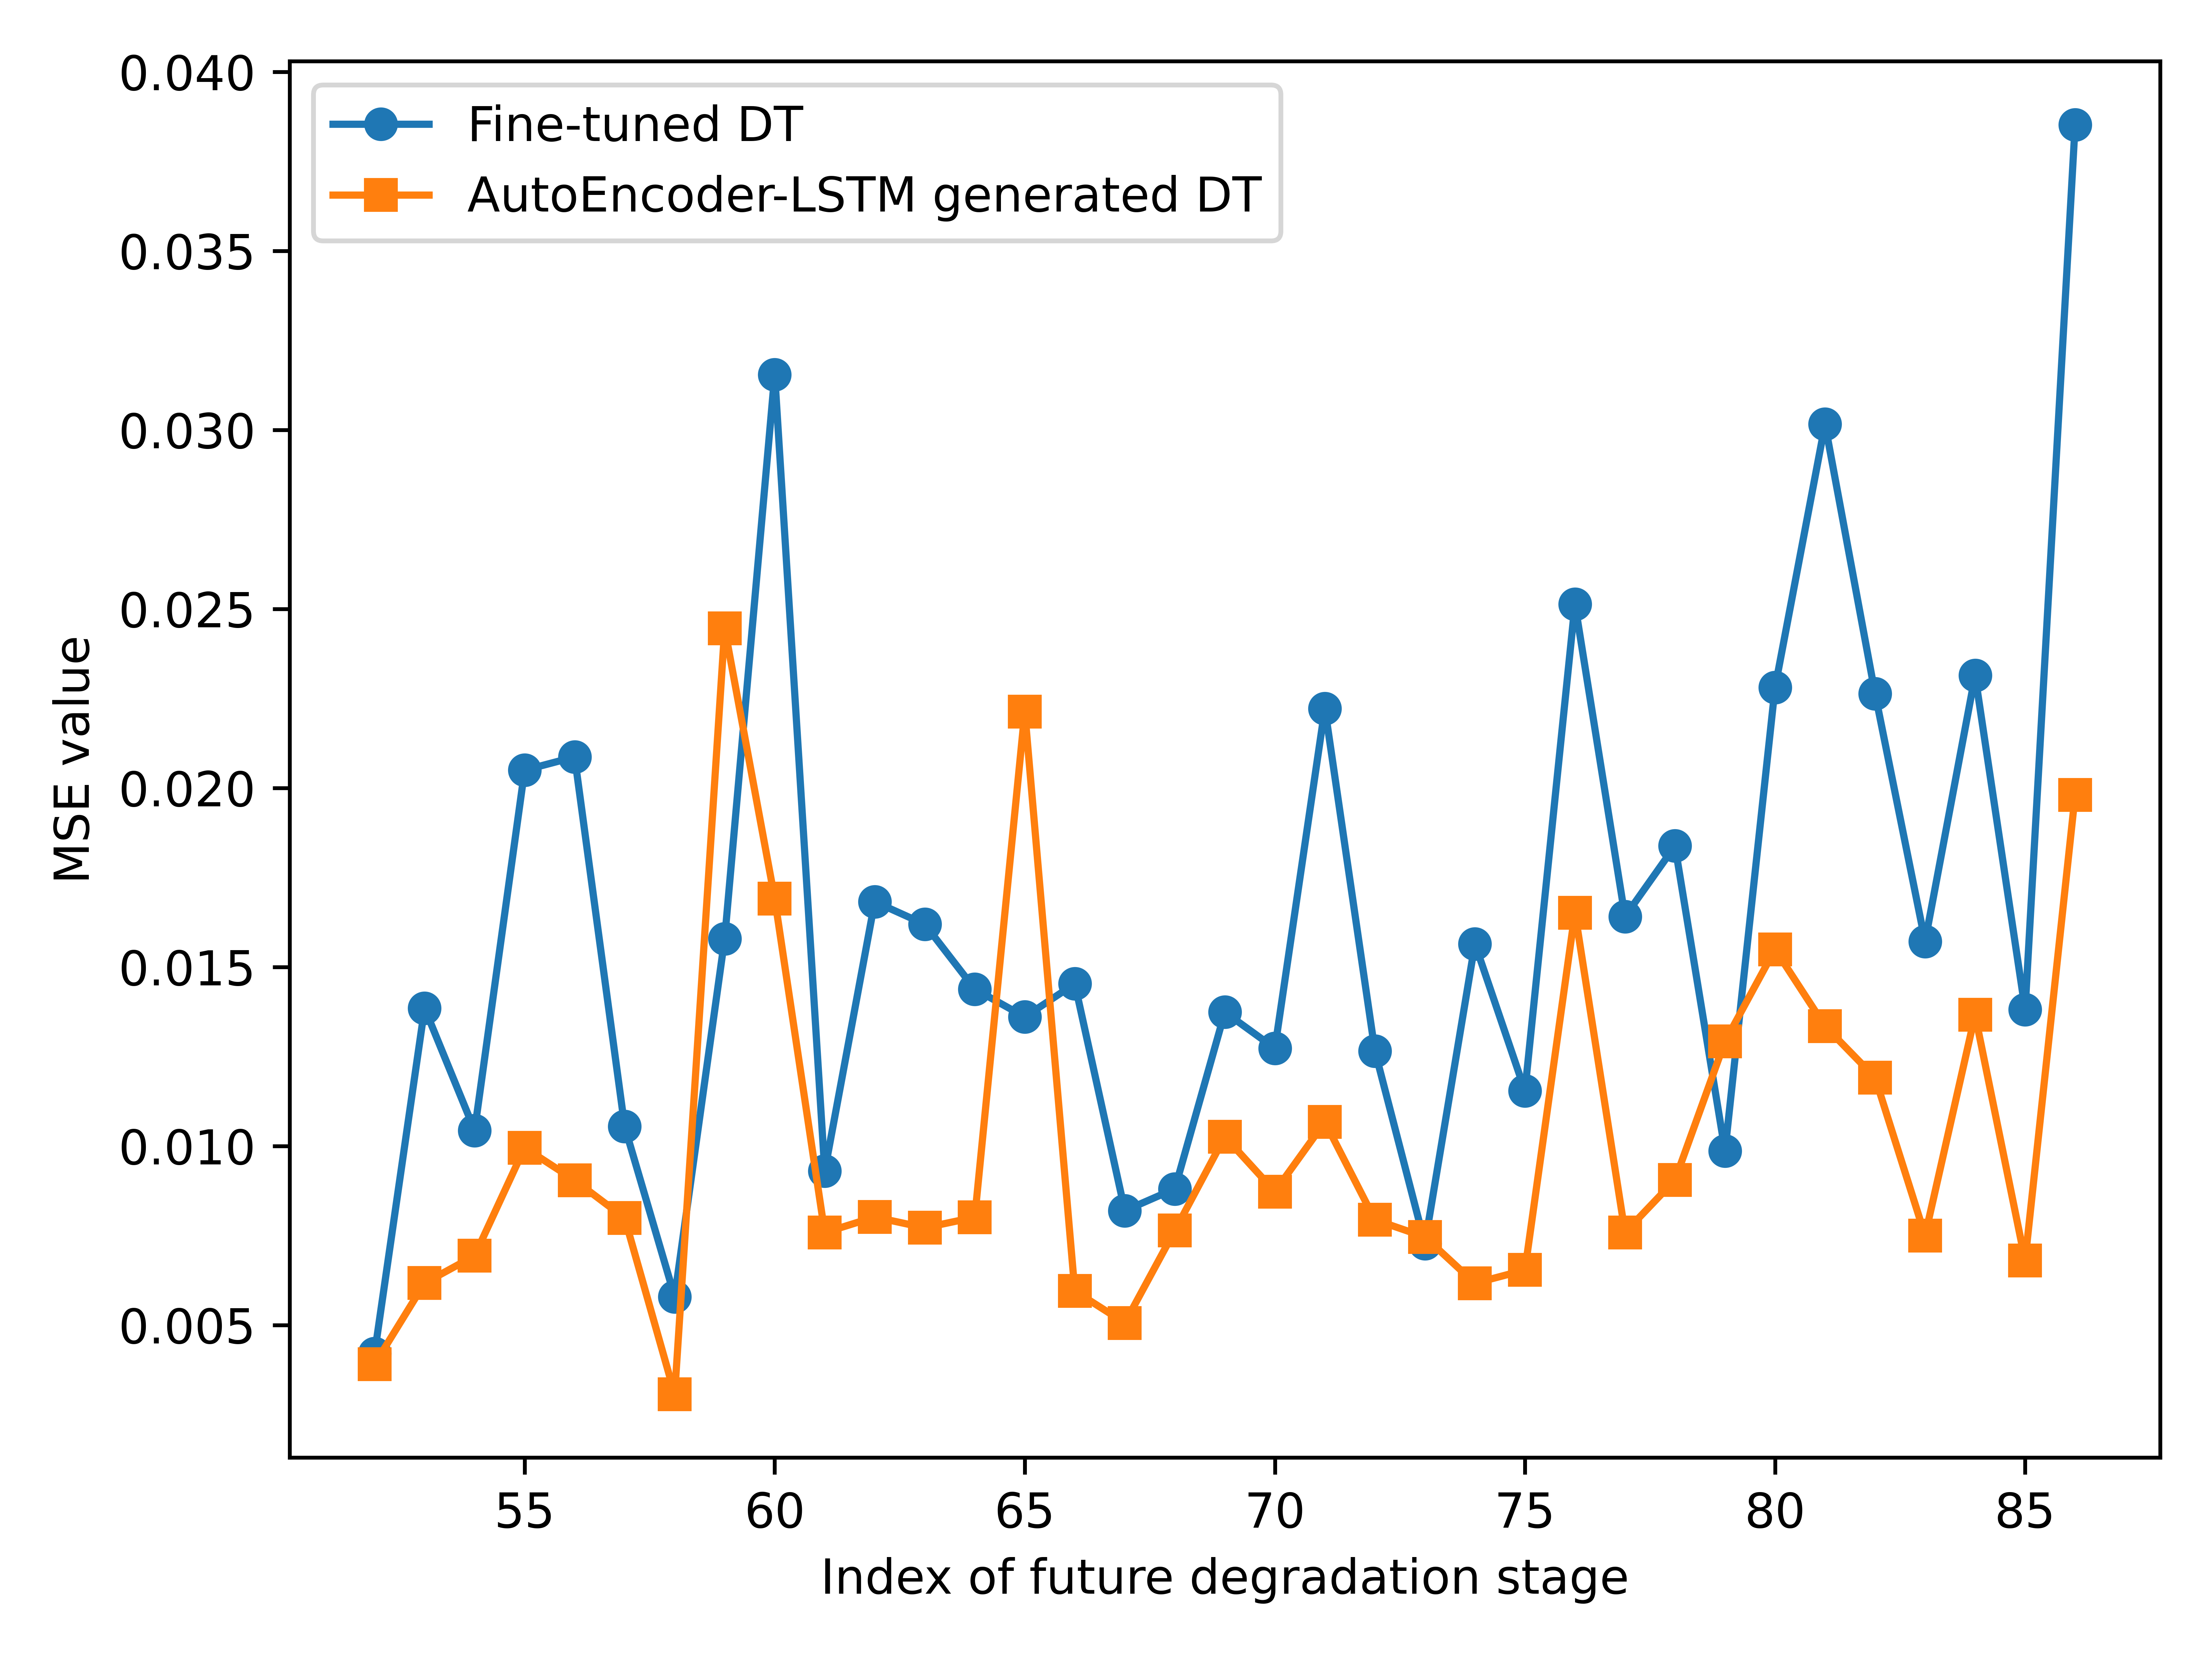 0.040
0.035
0.030
0.025
0.020
0.015
0.010
0.005
MSE value
Fine-tuned DT
AutoEncoder-LSTM generated DT
55 60 65 70 75 80 85
Index of future degradation stage